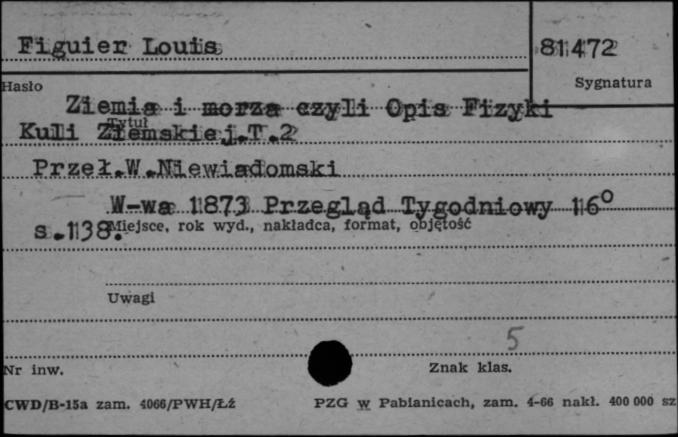 Figuier Louis
81472
Hasło
Sygnatura
Ziemia i morza czyli Opis Fizyki
Tytuł
Kuli Ziemskiej.T.2
Przeł.W.Niewiadomski
W-wa 1873 Przegląd Tygodniowy 16°
s.138.
Miejsce, rok wyd., nakładca, format, objętość
Uwagi
5
Nr inw.
Znak klas.
CWD/B-15a zam. 4066/PWH/Łź
PZG w Pabianicach, zam. 4-66 nakł. 400 000 sz